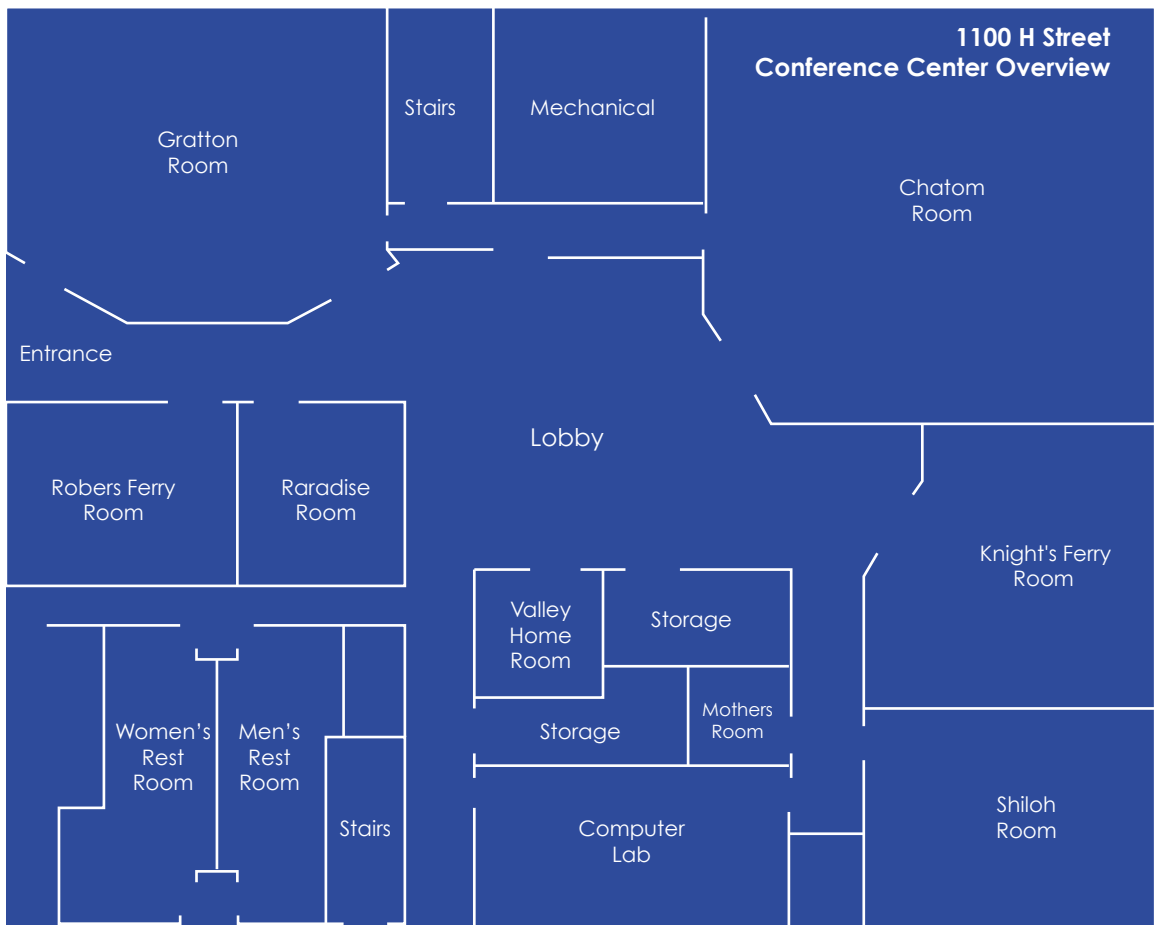 1100 H Street
Conference Center Overview
Stairs
Mechanical
Gratton
Room
Chatom
Room
Entrance
Lobby
Robers Ferry
Room
Raradise
Room
Knight's Ferry
Room
Valley
Home
Room
Storage
Mothers
Room
Storage
Women’s
Rest
Room
Men’s
Rest
Room
Stairs
Computer
Lab
Shiloh
Room